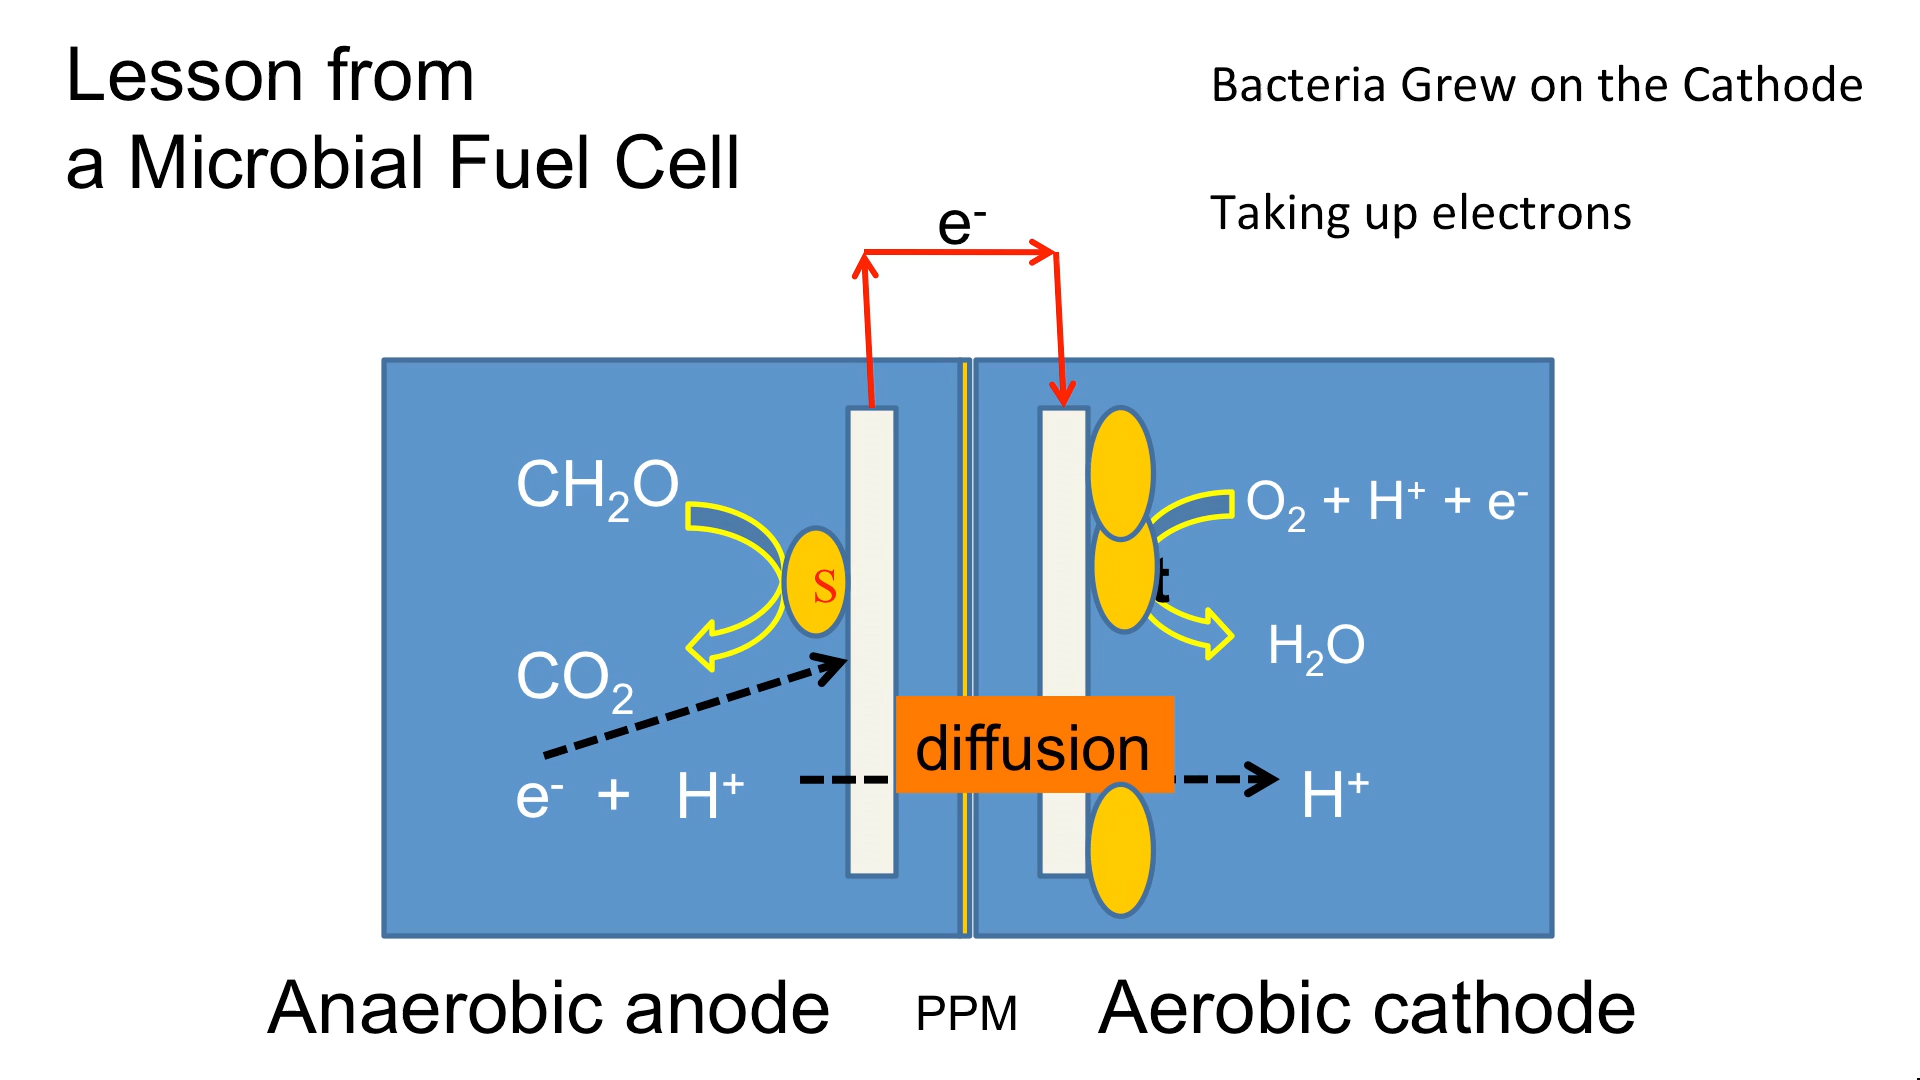 Lesson from
a Microbial Fuel Cell
Bacteria Grew on the Cathode
Taking up electrons
e⁻
CH₂O
S
CO₂
e⁻ + H⁺
diffusion
O₂ + H⁺ + e⁻
t
H₂O
H⁺
Anaerobic anode
PPM
Aerobic cathode